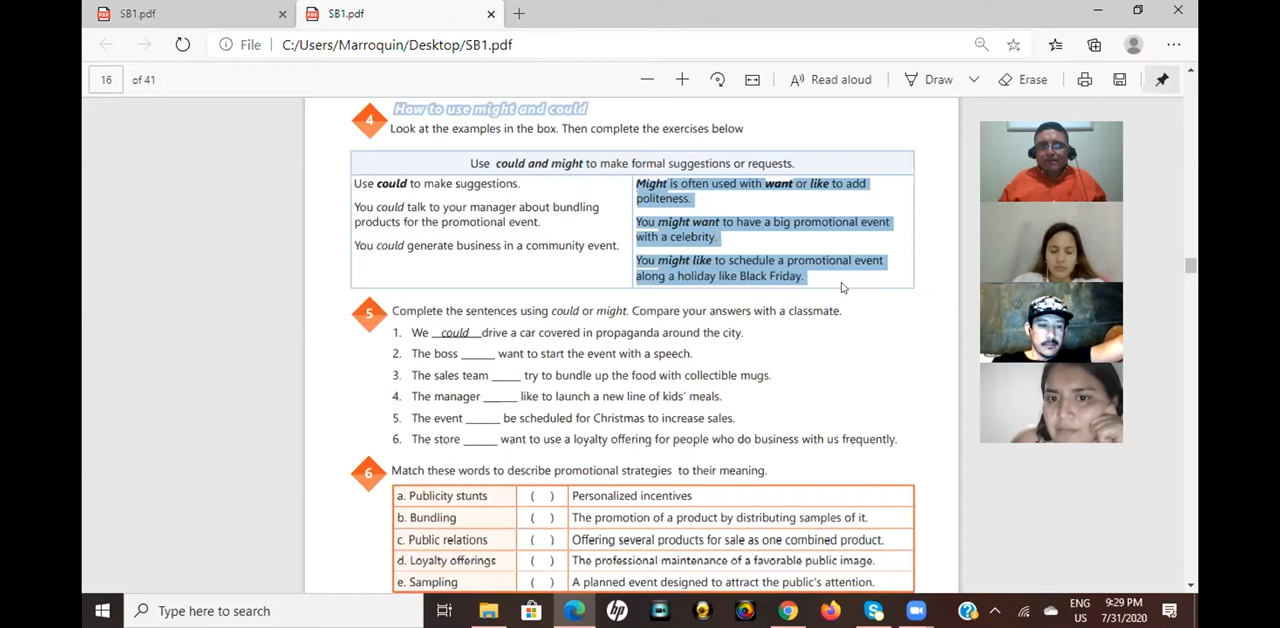 SB1.pdf
SB1.pdf
File C:/Users/Marroquin/Desktop/SB1.pdf
16 of 41
Read aloud
Draw
Erase
4 How to use might and could
Look at the examples in the box. Then complete the exercises below
Use could and might to make formal suggestions or requests.
Use could to make suggestions.
You could talk to your manager about bundling
products for the promotional event.
You could generate business in a community event.
Might is often used with want or like to add
politeness.
You might want to have a big promotional event
with a celebrity.
You might like to schedule a promotional event
along a holiday like Black Friday.
5 Complete the sentences using could or might. Compare your answers with a classmate.
1. We __could__drive a car covered in propaganda around the city.
2. The boss ______ want to start the event with a speech.
3. The sales team _____ try to bundle up the food with collectible mugs.
4. The manager ______ like to launch a new line of kids' meals.
5. The event ______ be scheduled for Christmas to increase sales.
6. The store ______ want to use a loyalty offering for people who do business with us frequently.
6 Match these words to describe promotional strategies to their meaning.
a. Publicity stunts ( ) Personalized incentives
b. Bundling ( ) The promotion of a product by distributing samples of it.
c. Public relations ( ) Offering several products for sale as one combined product.
d. Loyalty offerings ( ) The professional maintenance of a favorable public image.
e. Sampling ( ) A planned event designed to attract the public's attention.
Type here to search
ENG
US
9:29 PM
7/31/2020